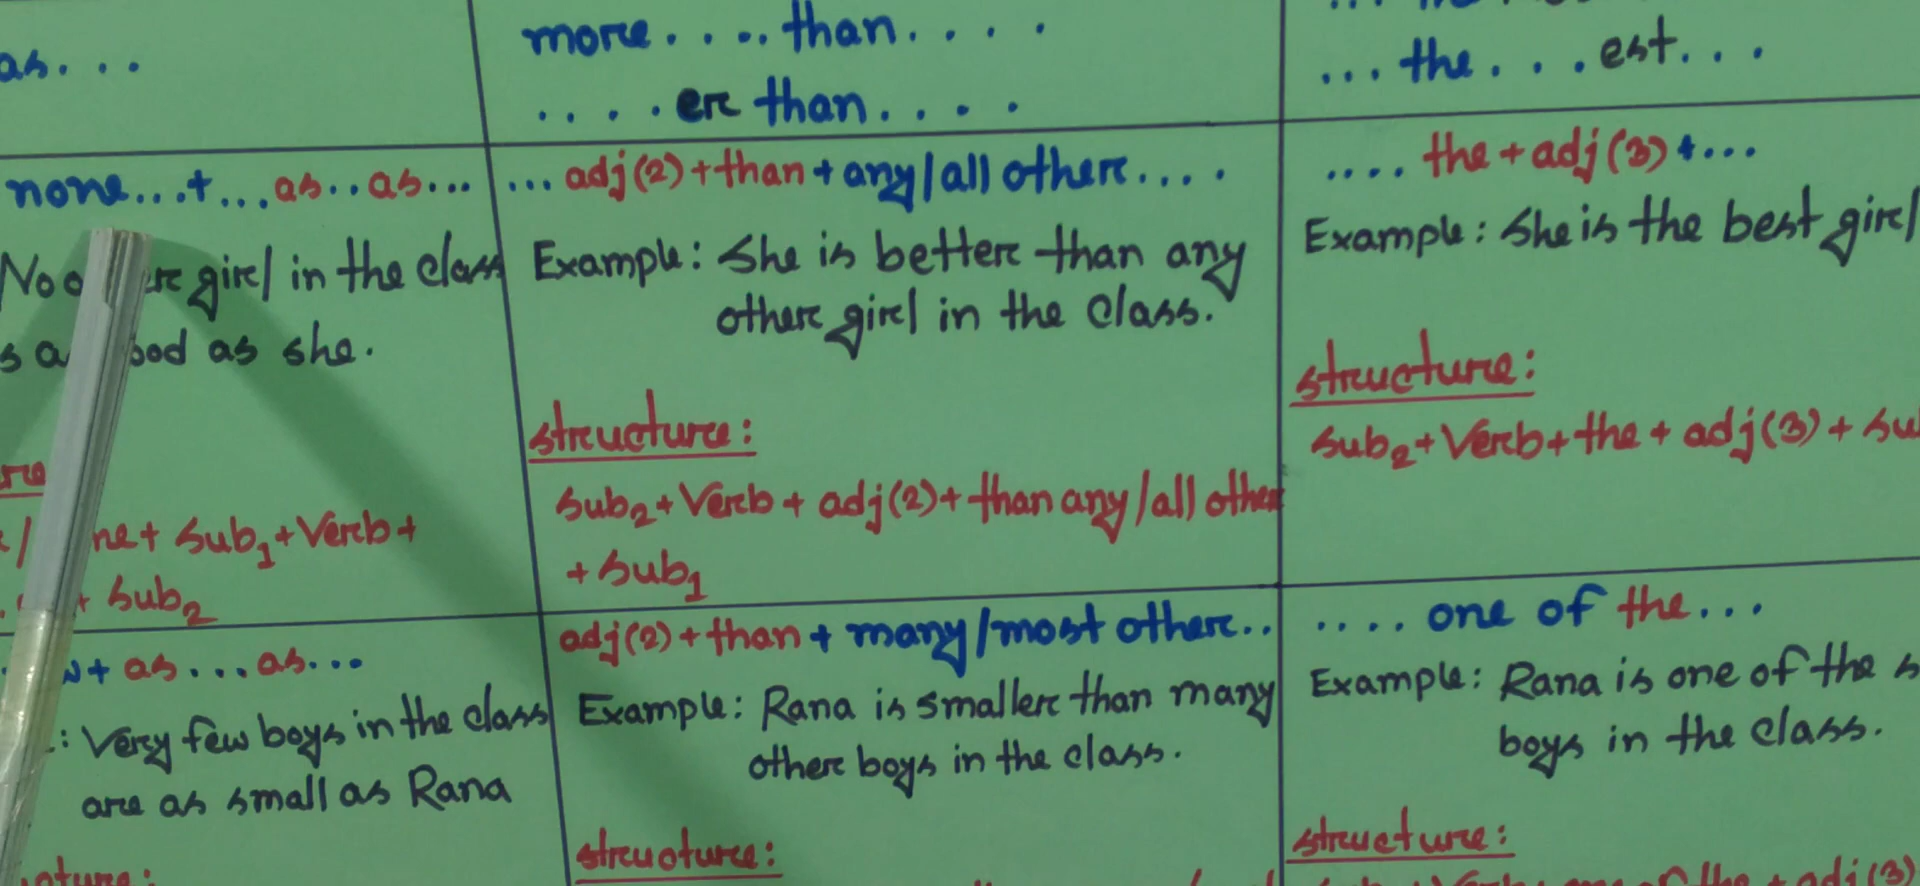 as...
more.... than....
.... er than....
... the... est...
none...+...as..as...
No girl in the class
as she.
+ Sub1+Verb+
+ Sub2
... adj(2)+than+any/all other....
Example: She is better than any
other girl in the class.
structure:
Sub2+Verb+ adj(2)+ than any/all other
+ Sub1
.... the+adj(3)+...
Example: She is the best girl
structure:
Sub2+Verb+the+ adj(3)+
+ as...as...
: Very few boys in the class
are as small as Rana
adj(2)+than+ many/most other..
Example: Rana is smaller than many
other boys in the class.
structure:
.... one of the...
Example: Rana is one of the
boys in the class.
structure:
the + adj(3)